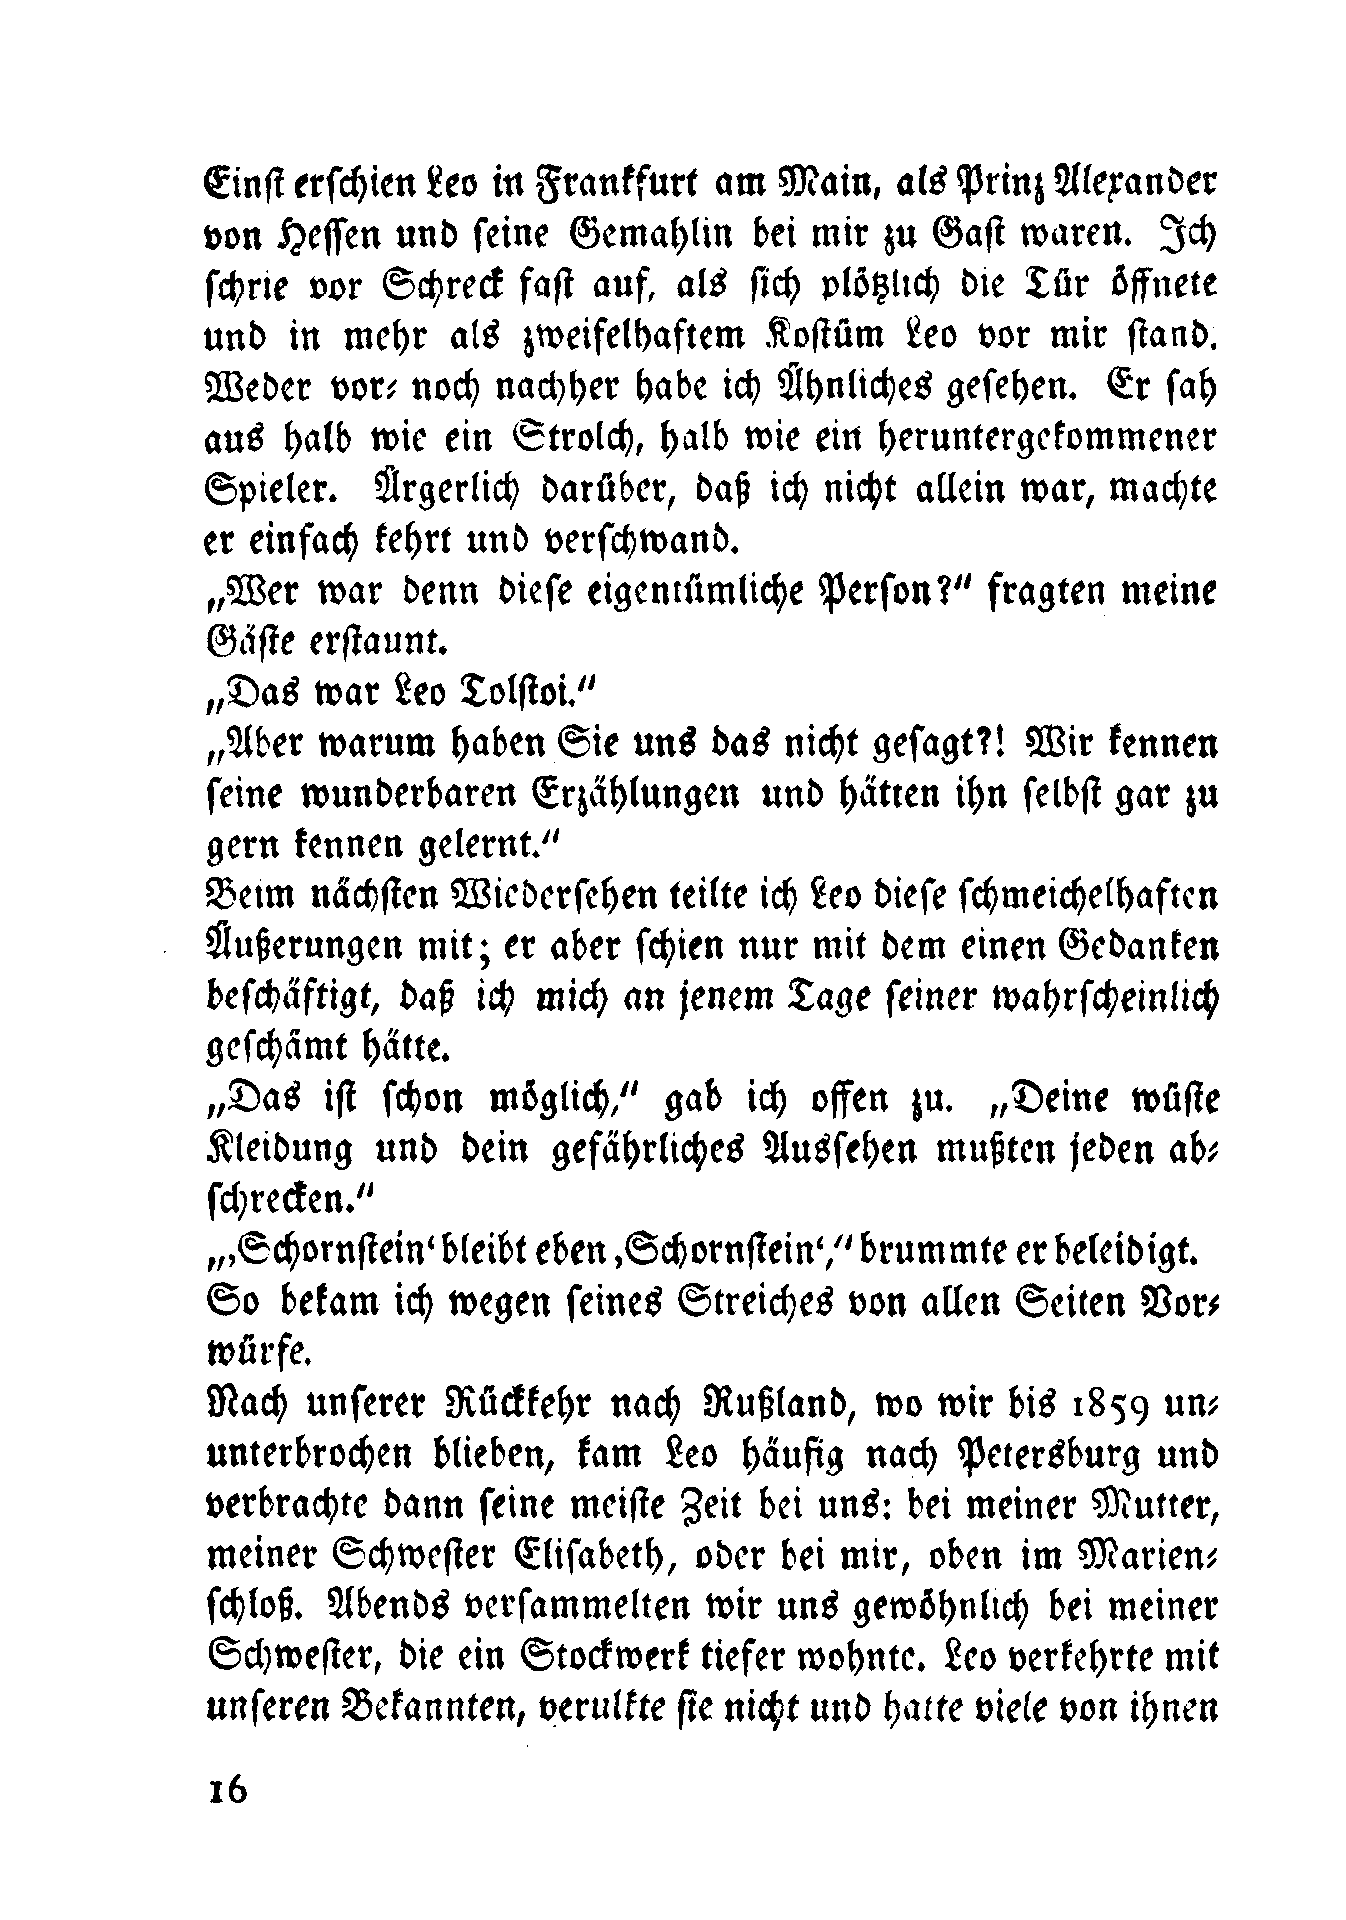 Einst erschien Leo in Frankfurt am Main, als Prinz Alexander
von Hessen und seine Gemahlin bei mir zu Gast waren. Ich
schrie vor Schreck fast auf, als sich plötzlich die Tür öffnete
und in mehr als zweifelhaftem Kostüm Leo vor mir stand.
Weder vor- noch nachher habe ich Ähnliches gesehen. Er sah
aus halb wie ein Strolch, halb wie ein heruntergekommener
Spieler. Ärgerlich darüber, daß ich nicht allein war, machte
er einfach kehrt und verschwand.
„Wer war denn diese eigentümliche Person?“ fragten meine
Gäste erstaunt.
„Das war Leo Tolstoi.“
„Aber warum haben Sie uns das nicht gesagt?! Wir kennen
seine wunderbaren Erzählungen und hätten ihn selbst gar zu
gern kennen gelernt.“
Beim nächsten Wiedersehen teilte ich Leo diese schmeichelhaften
Äußerungen mit; er aber schien nur mit dem einen Gedanken
beschäftigt, daß ich mich an jenem Tage seiner wahrscheinlich
geschämt hätte.
„Das ist schon möglich,“ gab ich offen zu. „Deine wüste
Kleidung und dein gefährliches Aussehen mußten jeden ab-
schrecken.“
„‚Schornstein‘ bleibt eben ‚Schornstein‘,“ brummte er beleidigt.
So bekam ich wegen seines Streiches von allen Seiten Vor-
würfe.
Nach unserer Rückkehr nach Rußland, wo wir bis 1859 un-
unterbrochen blieben, kam Leo häufig nach Petersburg und
verbrachte dann seine meiste Zeit bei uns: bei meiner Mutter,
meiner Schwester Elisabeth, oder bei mir, oben im Marien-
schloß. Abends versammelten wir uns gewöhnlich bei meiner
Schwester, die ein Stockwerk tiefer wohnte. Leo verkehrte mit
unseren Bekannten, verulkte sie nicht und hatte viele von ihnen
16